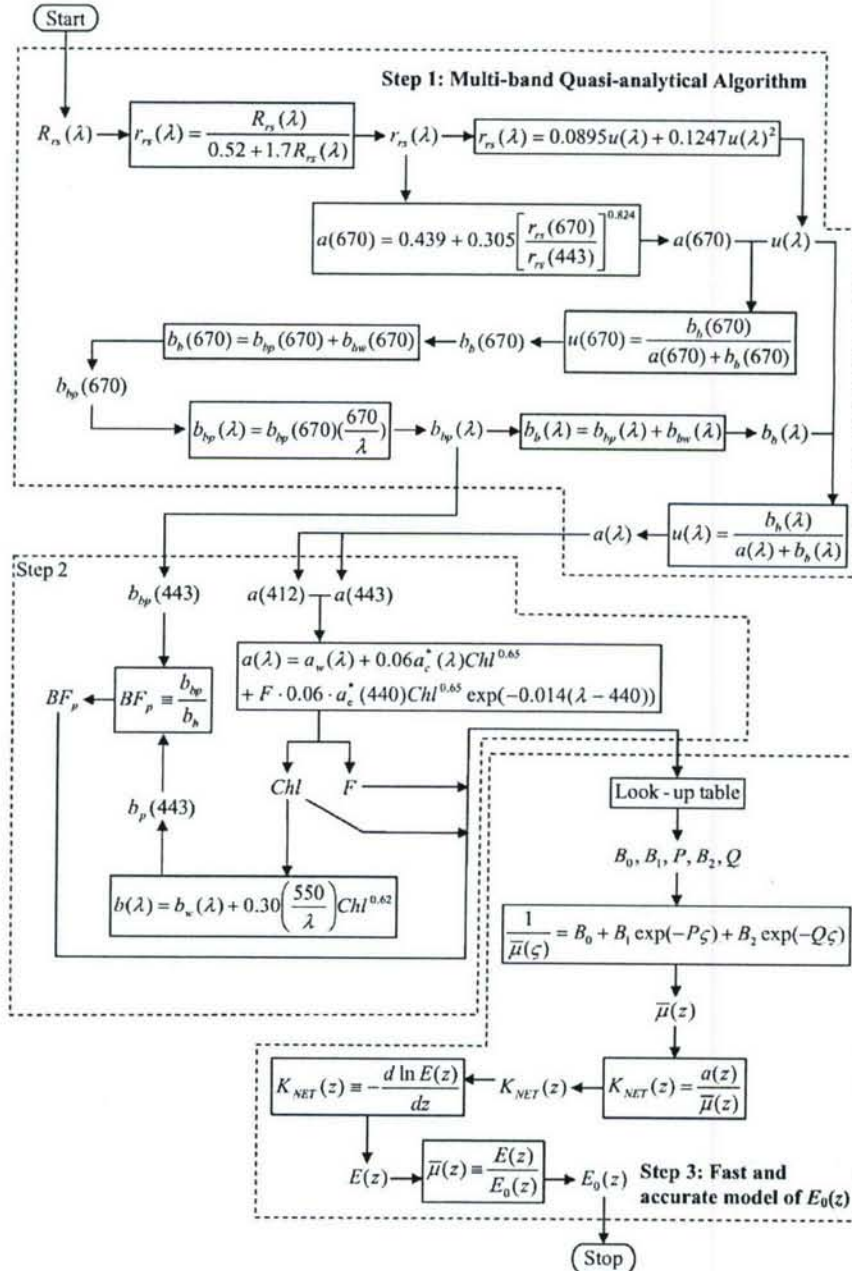 Start
Step 1: Multi-band Quasi-analytical Algorithm
R_rs(λ)
r_rs(λ) = R_rs(λ) / (0.52 + 1.7R_rs(λ))
r_rs(λ)
r_rs(λ) = 0.0895u(λ) + 0.1247u(λ)²
a(670) = 0.439 + 0.305[r_rs(670) / r_rs(443)]^0.824
a(670)
u(λ)
b_b(670) = b_bp(670) + b_bw(670)
b_b(670)
u(670) = b_b(670) / (a(670) + b_b(670))
b_bp(670)
b_bp(λ) = b_bp(670)(670/λ)
b_bp(λ)
b_b(λ) = b_bp(λ) + b_bw(λ)
b_b(λ)
a(λ)
u(λ) = b_b(λ) / (a(λ) + b_b(λ))
Step 2
b_bp(443)
a(412)
a(443)
a(λ) = a_w(λ) + 0.06a_c^*(λ)Chl^0.65
+ F · 0.06 · a_c^*(440)Chl^0.65 exp(-0.014(λ - 440))
BF_p
BF_p ≡ b_bp / b_b
Chl
F
b_p(443)
b(λ) = b_w(λ) + 0.30(550/λ)Chl^0.62
Look - up table
B_0, B_1, P, B_2, Q
1/μ̅(ς) = B_0 + B_1 exp(-Pς) + B_2 exp(-Qς)
μ̅(z)
K_NET(z) ≡ - d ln E(z) / dz
K_NET(z)
K_NET(z) = a(z) / μ̅(z)
E(z)
μ̅(z) ≡ E(z) / E_0(z)
E_0(z)
Step 3: Fast and
accurate model of E_0(z)
Stop